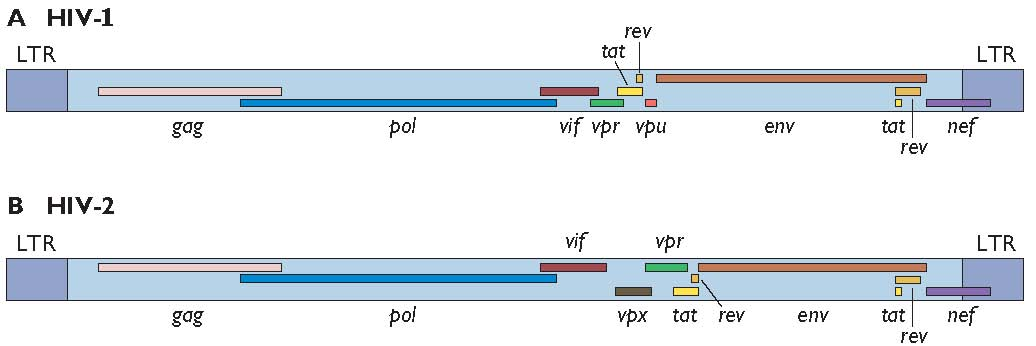 A HIV-1
rev
LTR tat LTR
gag pol vif vpr vpu env tat nef
rev
B HIV-2
LTR vif vpr LTR
gag pol vpx tat rev env tat nef
rev